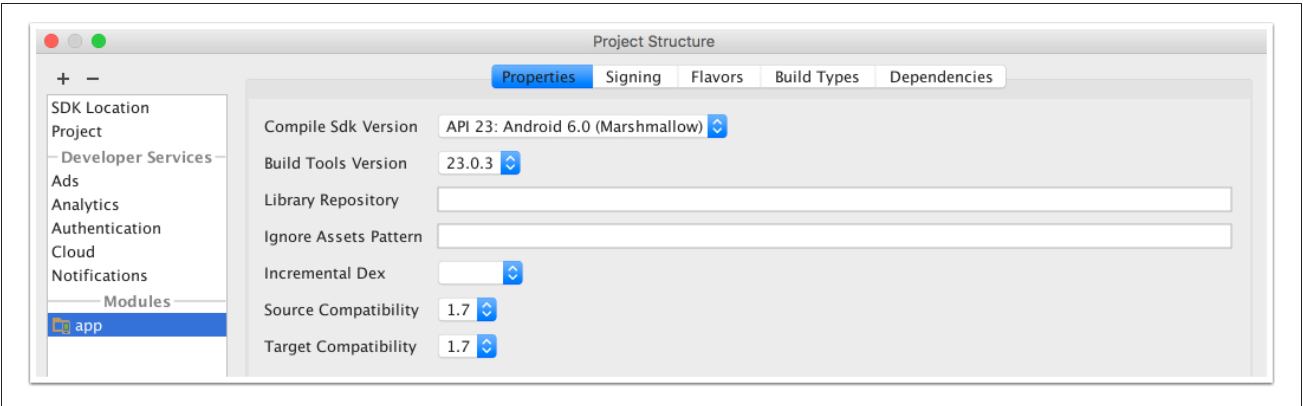 Project Structure
+ −
Properties Signing Flavors Build Types Dependencies
SDK Location
Project
Developer Services
Ads
Analytics
Authentication
Cloud
Notifications
Modules
app
Compile Sdk Version API 23: Android 6.0 (Marshmallow)
Build Tools Version 23.0.3
Library Repository
Ignore Assets Pattern
Incremental Dex
Source Compatibility 1.7
Target Compatibility 1.7